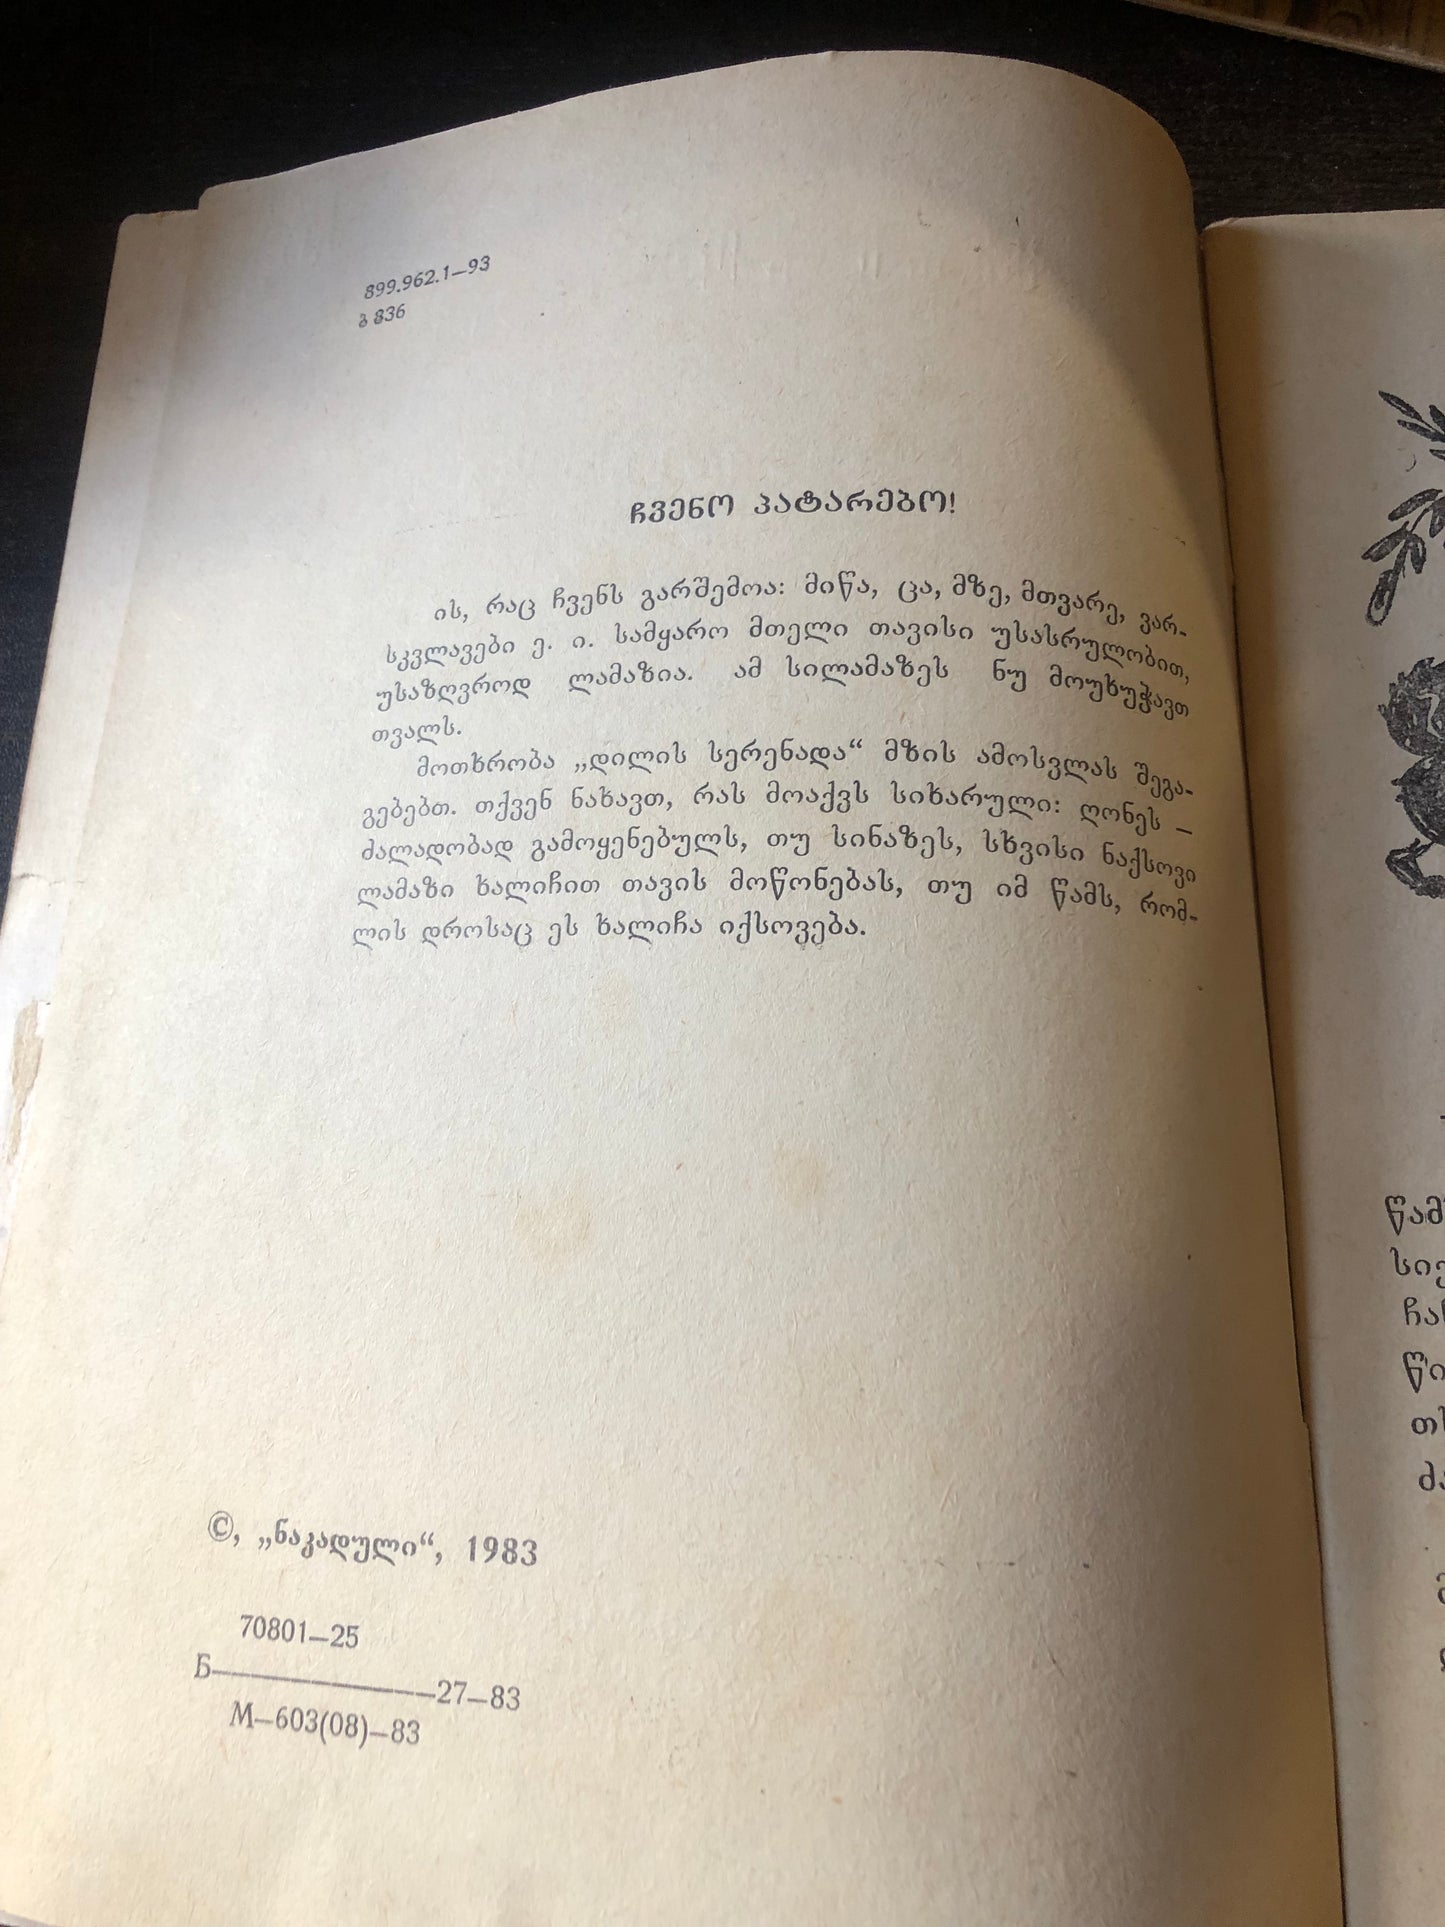 899.962.1—93
ბ 836
ჩვენო პატარებო!
ის, რაც ჩვენს გარშემოა: მიწა, ცა, მზე, მთვარე, ვარ-
სკვლავები ე. ი. სამყარო მთელი თავისი უსასრულობით,
უსაზღვროდ ლამაზია. ამ სილამაზეს ნუ მოუხუჭავთ
თვალს.
მოთხრობა „დილის სერენადა“ მზის ამოსვლას შეგა-
გებებთ. თქვენ ნახავთ, რას მოაქვს სიხარული: ღონეს —
ძალადობად გამოყენებულს, თუ სინაზეს, სხვისი ნაქსოვი
ლამაზი ხალიჩით თავის მოწონებას, თუ იმ წამს, რომ-
ლის დროსაც ეს ხალიჩა იქსოვება.
©, „ნაკადული“, 1983
70801—25
Б————27—83
М—603(08)—83